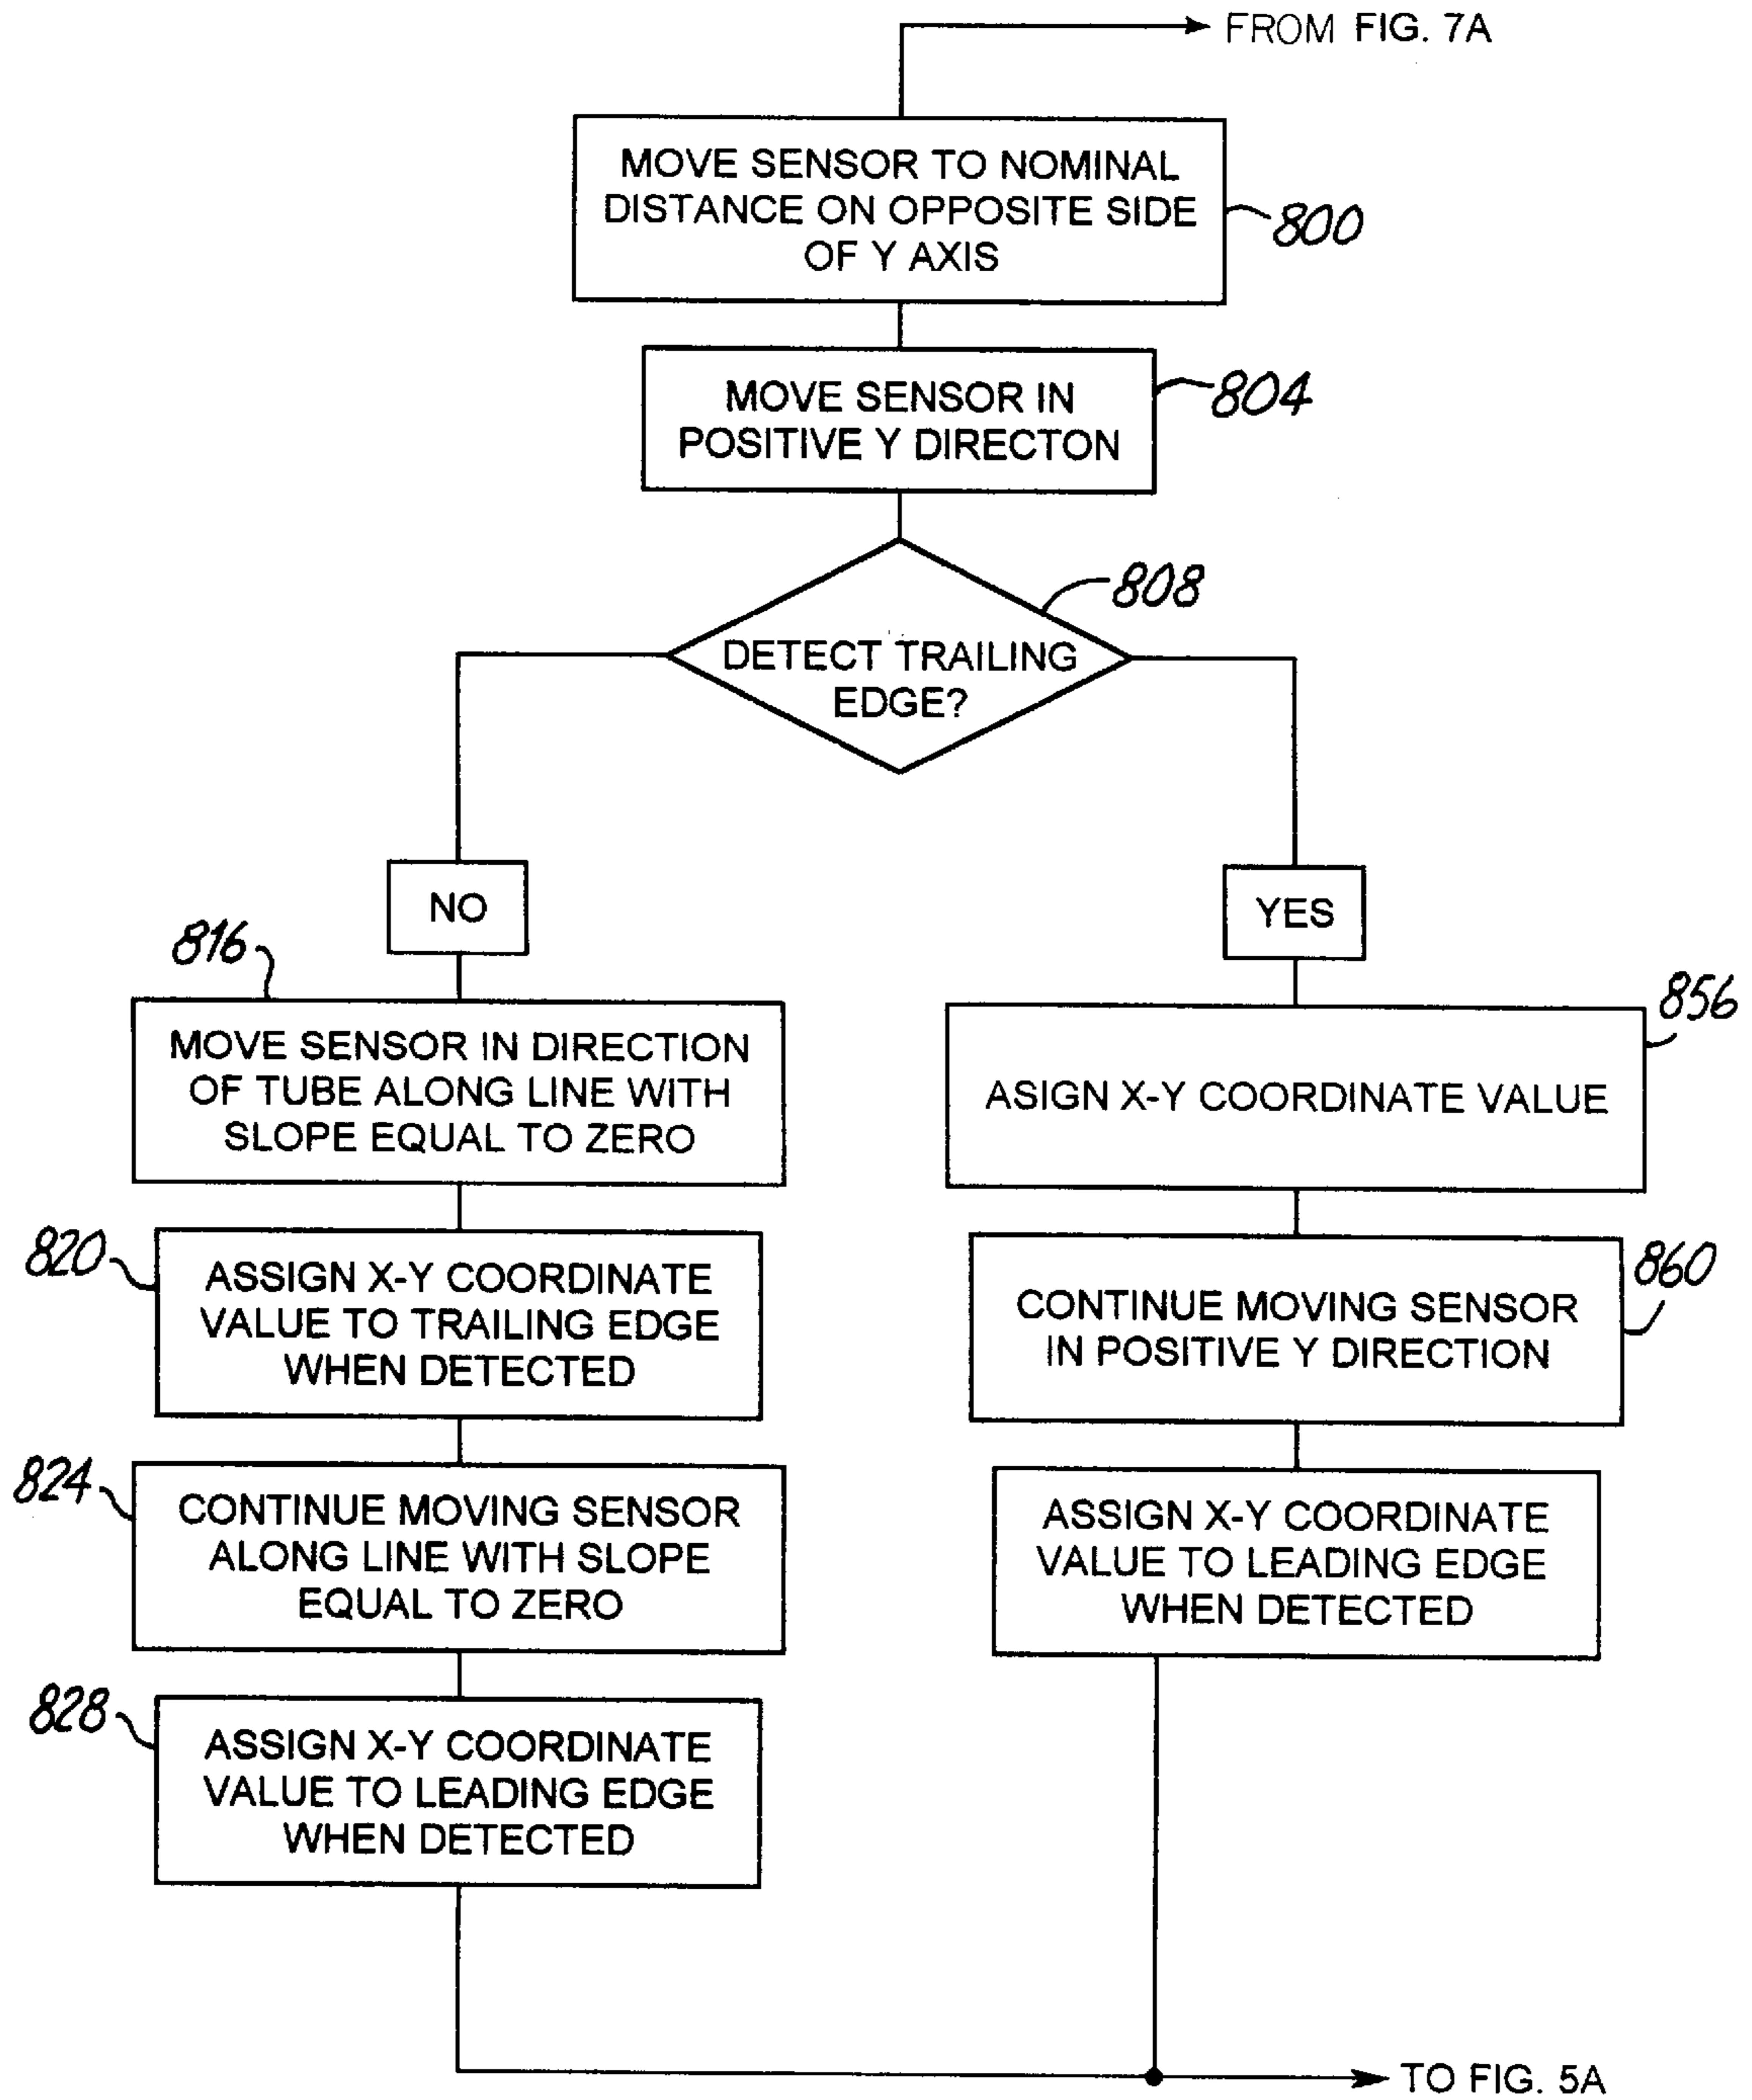 FROM FIG. 7A
MOVE SENSOR TO NOMINAL
DISTANCE ON OPPOSITE SIDE
OF Y AXIS
800
MOVE SENSOR IN
POSITIVE Y DIRECTON
804
808
DETECT TRAILING
EDGE?
NO
YES
816
MOVE SENSOR IN DIRECTION
OF TUBE ALONG LINE WITH
SLOPE EQUAL TO ZERO
856
ASIGN X-Y COORDINATE VALUE
820
ASSIGN X-Y COORDINATE
VALUE TO TRAILING EDGE
WHEN DETECTED
860
CONTINUE MOVING SENSOR
IN POSITIVE Y DIRECTION
824
CONTINUE MOVING SENSOR
ALONG LINE WITH SLOPE
EQUAL TO ZERO
ASSIGN X-Y COORDINATE
VALUE TO LEADING EDGE
WHEN DETECTED
828
ASSIGN X-Y COORDINATE
VALUE TO LEADING EDGE
WHEN DETECTED
TO FIG. 5A